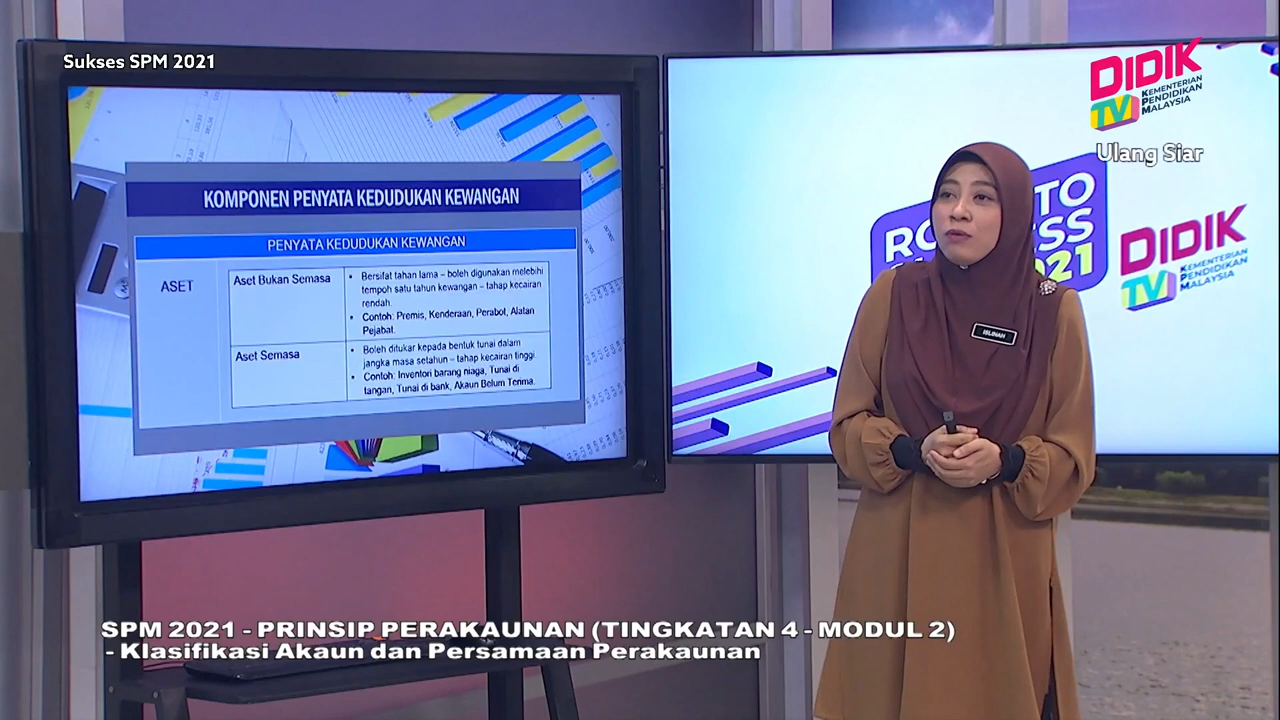 Sukses SPM 2021
DIDIK
TV
KEMENTERIAN
PENDIDIKAN
MALAYSIA
Ulang Siar
KOMPONEN PENYATA KEDUDUKAN KEWANGAN
PENYATA KEDUDUKAN KEWANGAN
ASET
Aset Bukan Semasa
• Bersifat tahan lama – boleh digunakan melebihi
tempoh satu tahun kewangan – tahap kecairan
rendah.
• Contoh: Premis, Kenderaan, Perabot, Alatan
Pejabat.
Aset Semasa
• Boleh ditukar kepada bentuk tunai dalam
jangka masa setahun – tahap kecairan tinggi
• Contoh: Inventori barang niaga, Tunai di
tangan, Tunai di bank, Akaun Belum Terima.
TO
SS
2021
DIDIK
TV
KEMENTERIAN
PENDIDIKAN
MALAYSIA
ISLINAH
SPM 2021 - PRINSIP PERAKAUNAN (TINGKATAN 4 - MODUL 2)
- Klasifikasi Akaun dan Persamaan Perakaunan